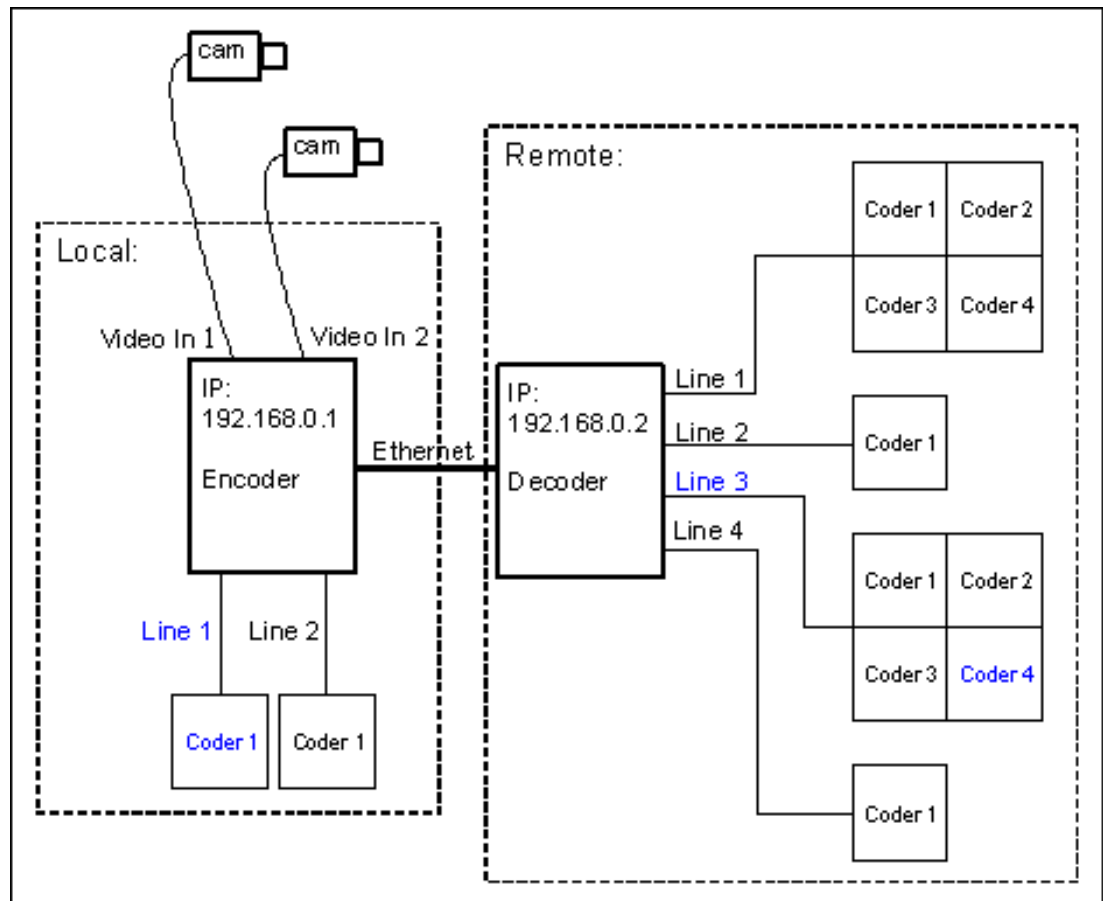 cam
cam
Local:
Video In 1
Video In 2
IP:
192.168.0.1
Encoder
Ethernet
Line 1
Line 2
Coder 1
Coder 1
Remote:
IP:
192.168.0.2
Decoder
Line 1
Line 2
Line 3
Line 4
Coder 1
Coder 2
Coder 3
Coder 4
Coder 1
Coder 1
Coder 2
Coder 3
Coder 4
Coder 1